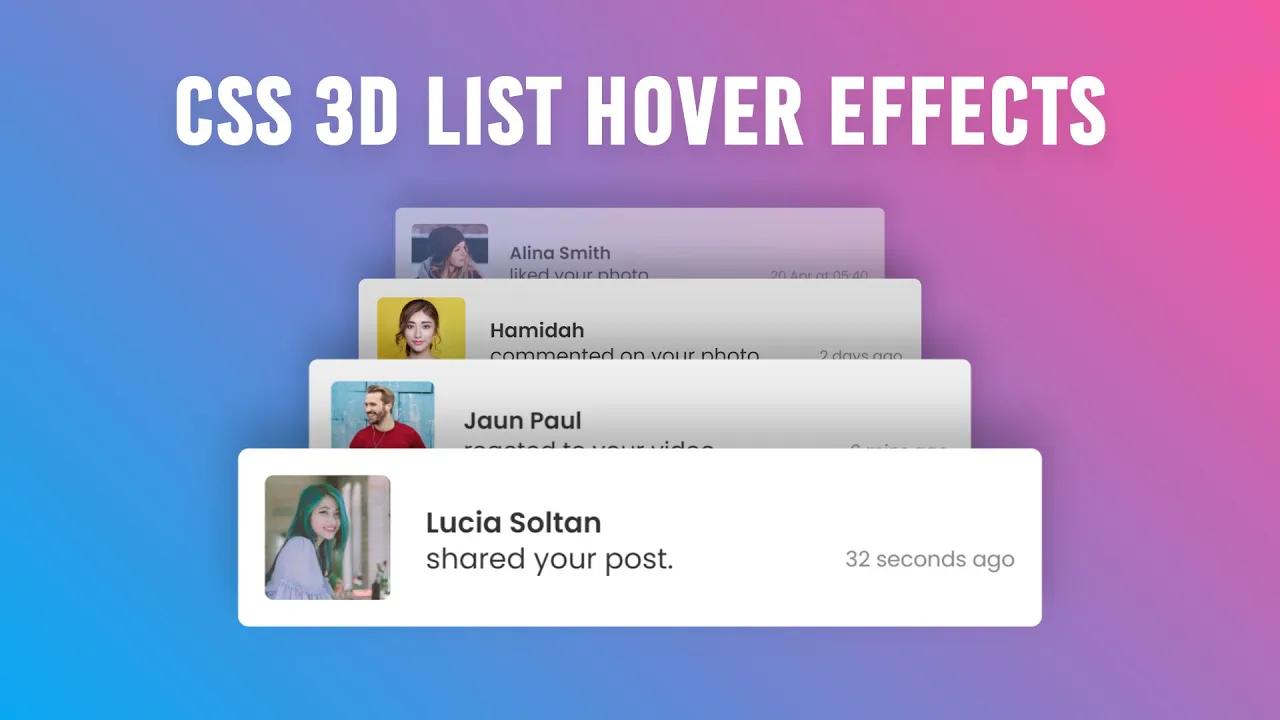 CSS 3D LIST HOVER EFFECTS
Alina Smith
liked your photo
20 Apr at 05:40
Hamidah
commented on your photo
2 days ago
Jaun Paul
reacted to your video
Lucia Soltan
shared your post.
32 seconds ago